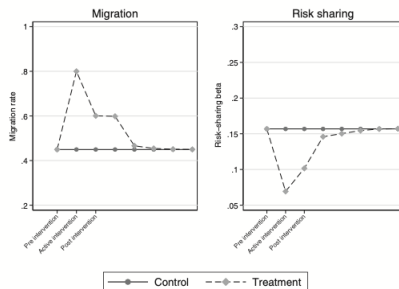 Migration
Migration rate
1
.8
.6
.4
.2
Pre intervention
Active intervention
Post intervention
Risk sharing
Risk-sharing beta
.3
.25
.2
.15
.1
.05
Pre intervention
Active intervention
Post intervention
Control
Treatment